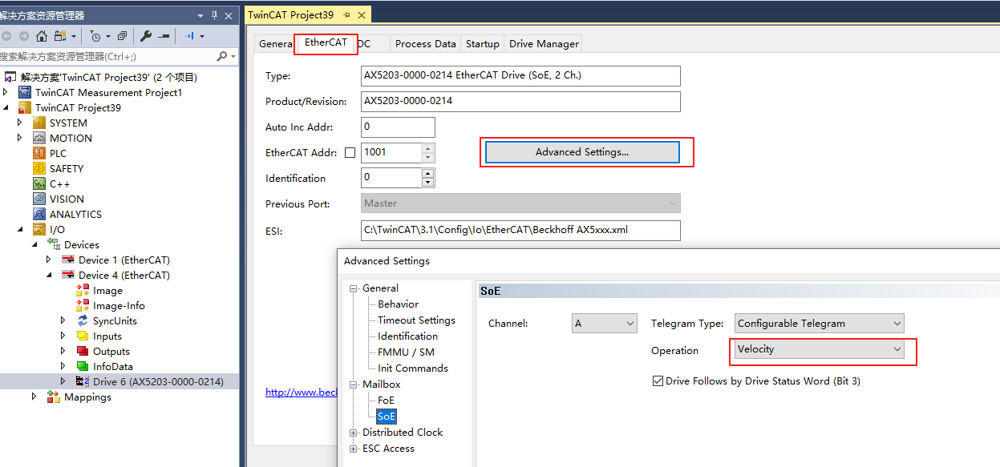 解决方案资源管理器
搜索解决方案资源管理器(Ctrl+;)
解决方案'TwinCAT Project39' (2 个项目)
TwinCAT Measurement Project1
TwinCAT Project39
SYSTEM
MOTION
PLC
SAFETY
C++
VISION
ANALYTICS
I/O
Devices
Device 1 (EtherCAT)
Device 4 (EtherCAT)
Image
Image-Info
SyncUnits
Inputs
Outputs
InfoData
Drive 6 (AX5203-0000-0214)
Mappings
TwinCAT Project39
General EtherCAT DC Process Data Startup Drive Manager
Type: AX5203-0000-0214 EtherCAT Drive (SoE, 2 Ch.)
Product/Revision: AX5203-0000-0214
Auto Inc Addr: 0
EtherCAT Addr: 1001 Advanced Settings...
Identification 0
Previous Port: Master
ESI: C:\TwinCAT\3.1\Config\Io\EtherCAT\Beckhoff AX5xxx.xml
http://www.beck
Advanced Settings
General
Behavior
Timeout Settings
Identification
FMMU / SM
Init Commands
Mailbox
FoE
SoE
Distributed Clock
ESC Access
SoE
Channel: A Telegram Type: Configurable Telegram
Operation Velocity
Drive Follows by Drive Status Word (Bit 3)